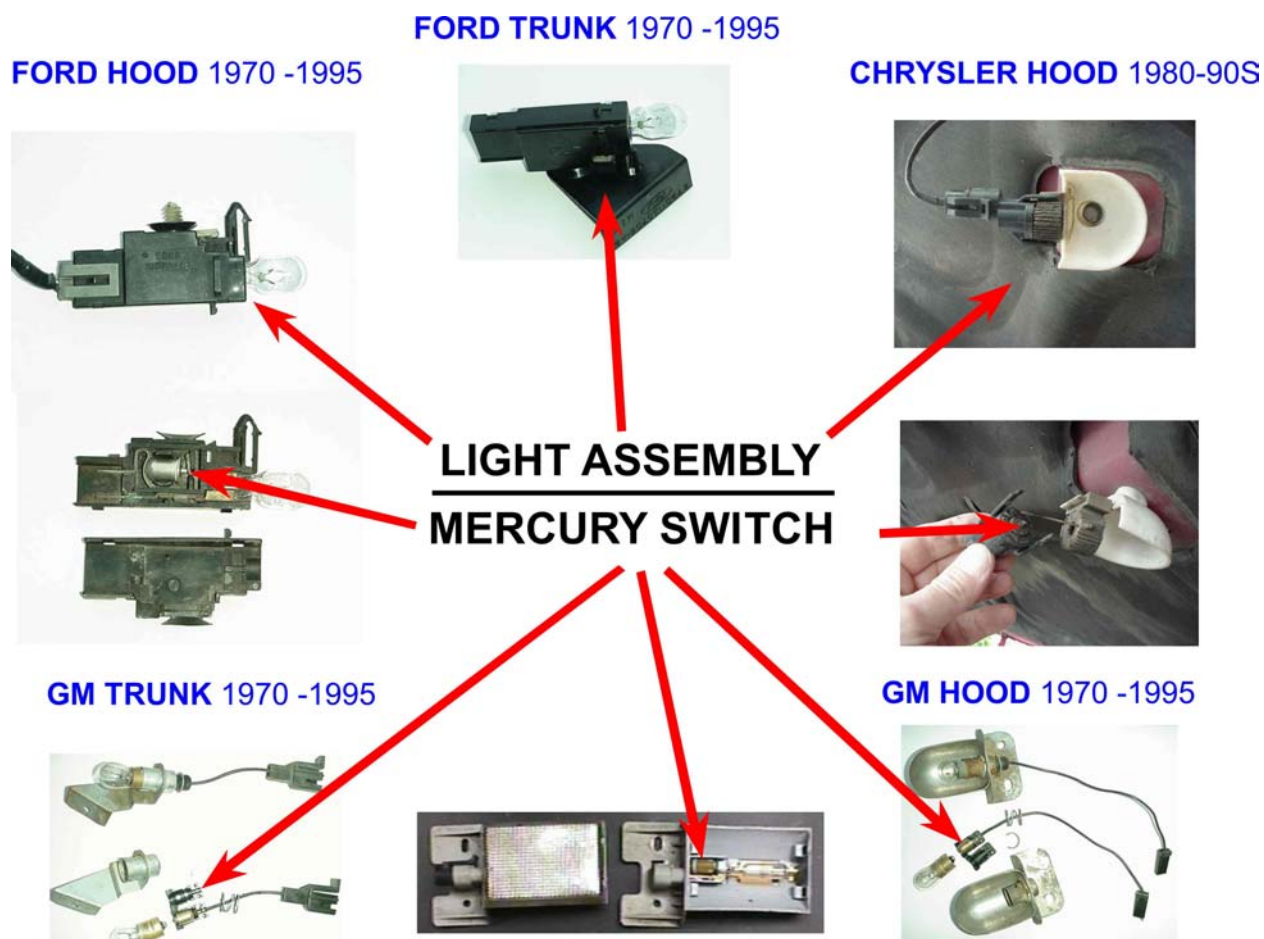 FORD TRUNK 1970 -1995
FORD HOOD 1970 -1995
CHRYSLER HOOD 1980-90S
LIGHT ASSEMBLY
MERCURY SWITCH
GM TRUNK 1970 -1995
GM HOOD 1970 -1995